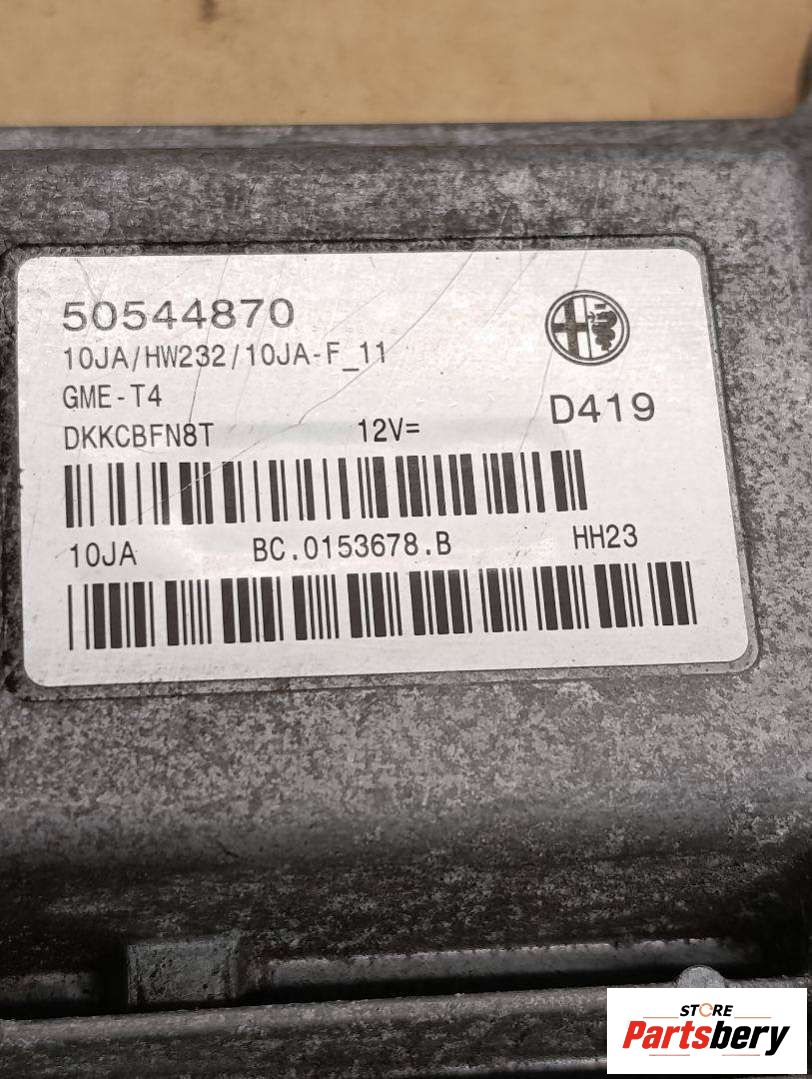 50544870
10JA/HW232/10JA-F_11
GME-T4
D419
DKKCBFN8T 12V=
10JA BC.0153678.B HH23
STORE
Partsbery